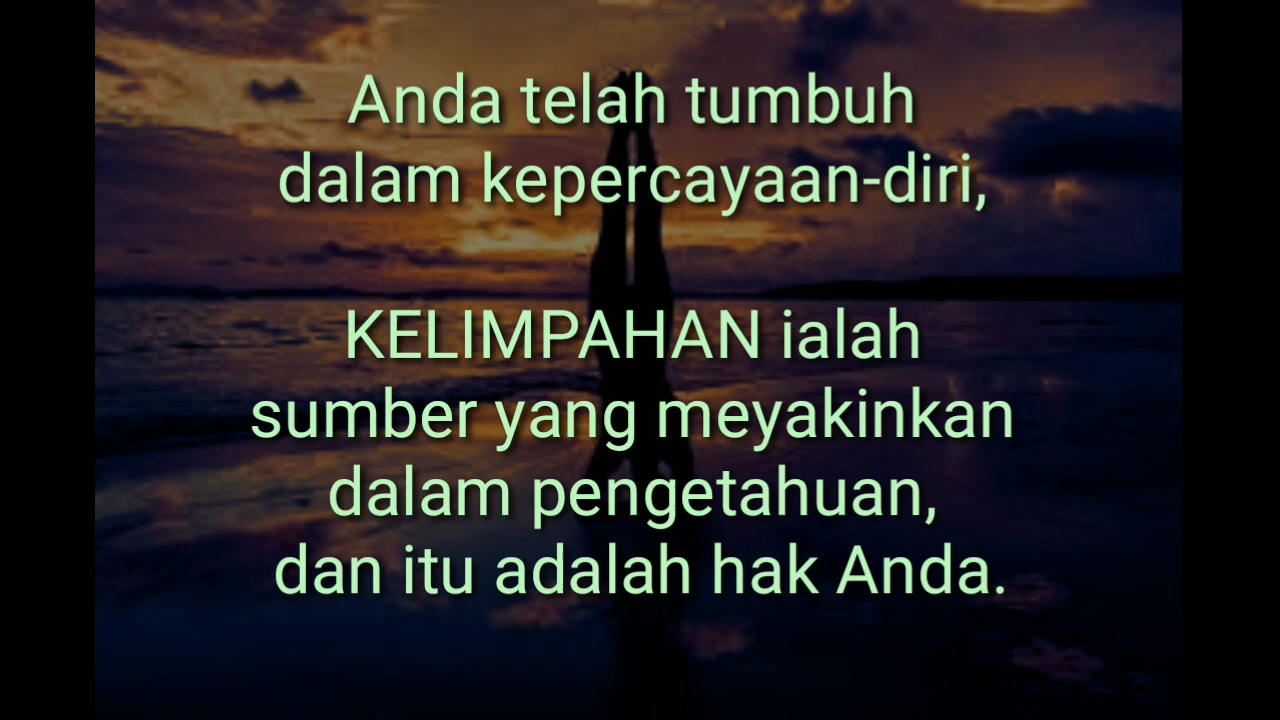 Anda telah tumbuh
dalam kepercayaan-diri,
KELIMPAHAN ialah
sumber yang meyakinkan
dalam pengetahuan,
dan itu adalah hak Anda.